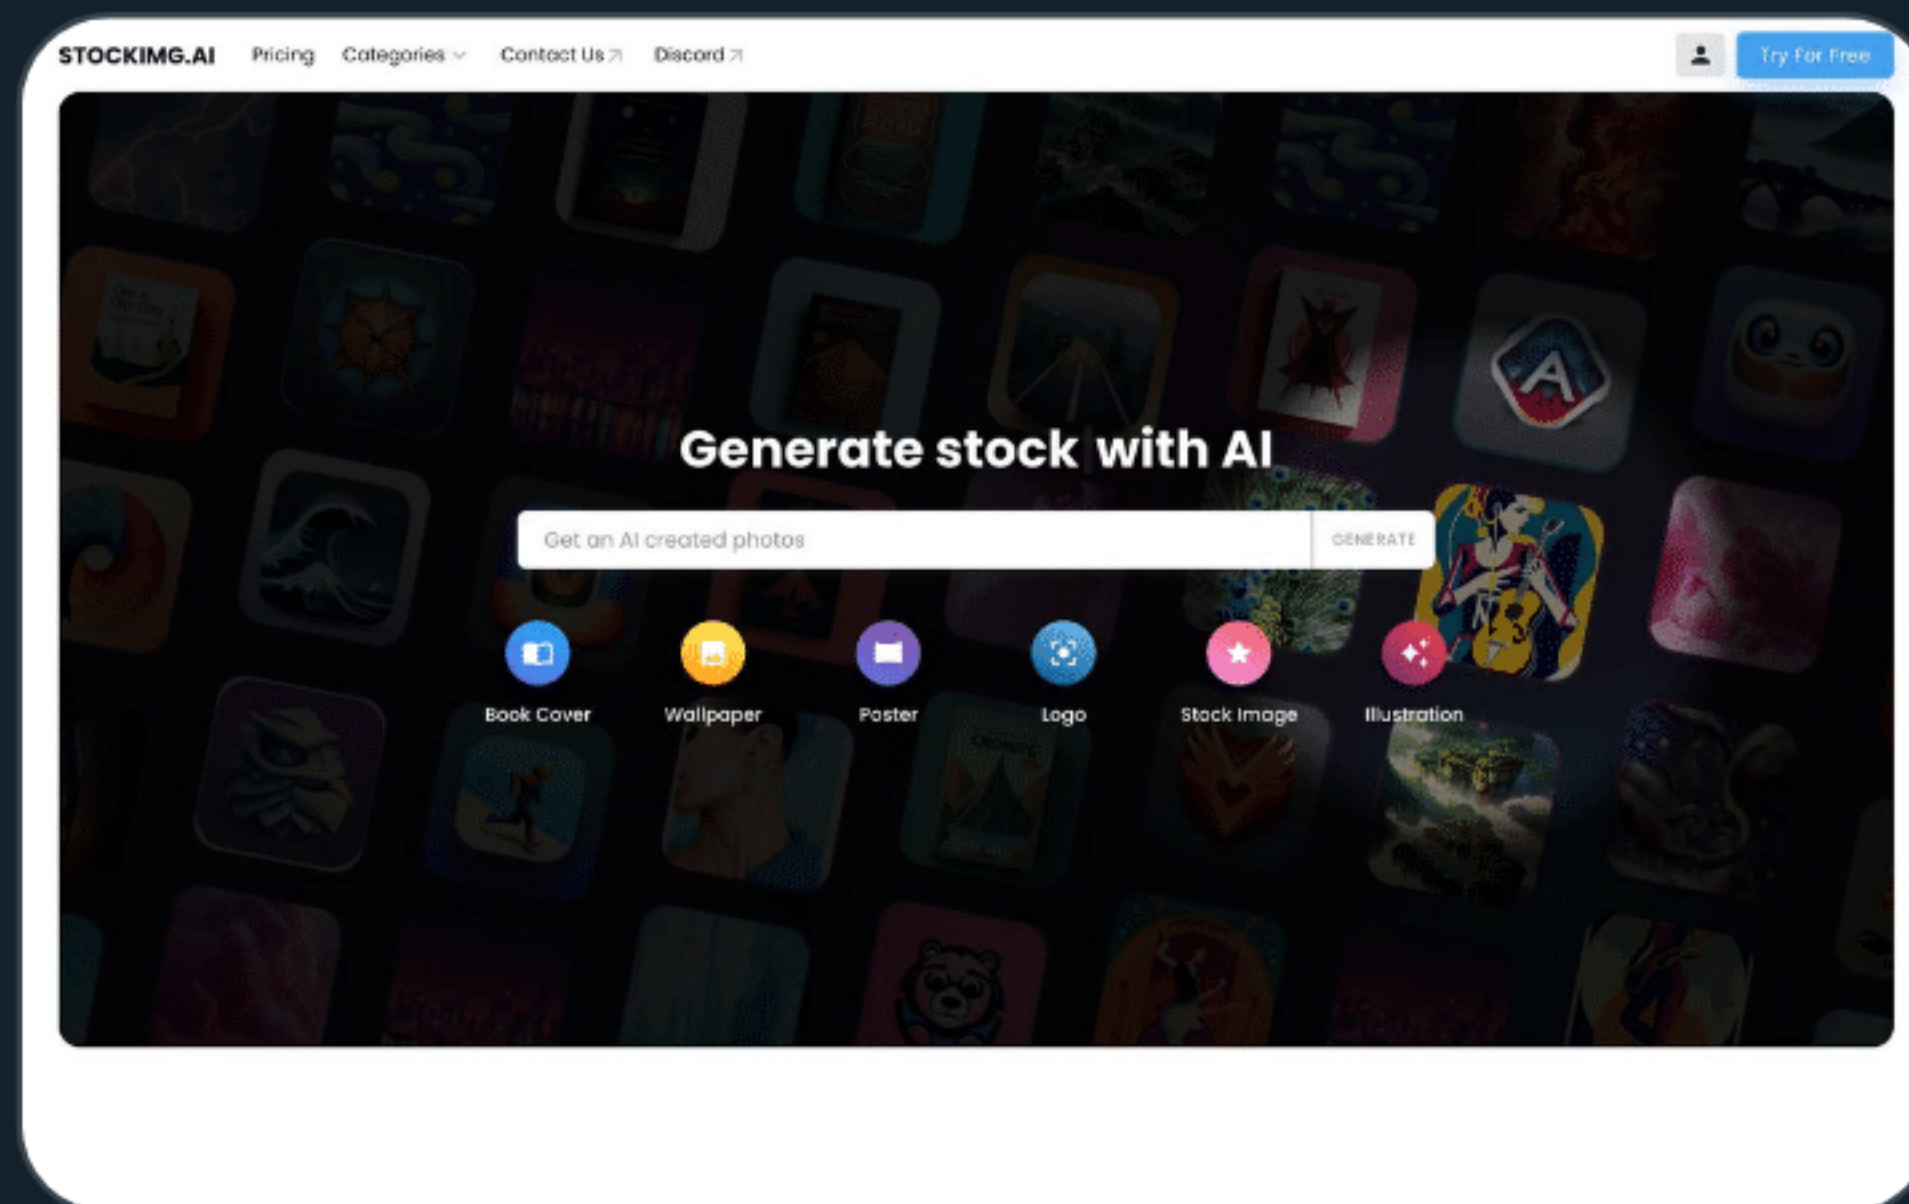 STOCKIMG.AI Pricing Categories Contact Us Discord Try For Free
A
Generate stock with AI
Get an AI created photos GENERATE
Book Cover Wallpaper Poster Logo Stock Image Illustration